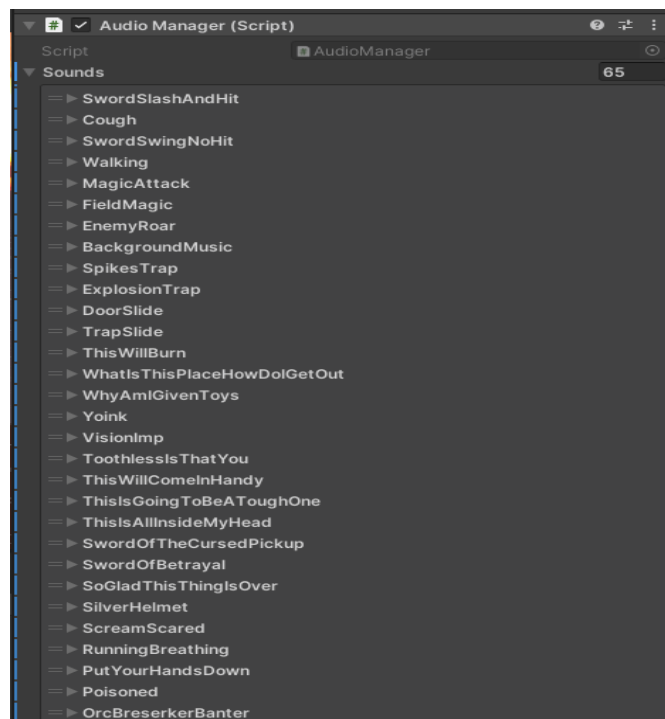 # Audio Manager (Script)
Script AudioManager
Sounds 65
SwordSlashAndHit
Cough
SwordSwingNoHit
Walking
MagicAttack
FieldMagic
EnemyRoar
BackgroundMusic
SpikesTrap
ExplosionTrap
DoorSlide
TrapSlide
ThisWillBurn
WhatIsThisPlaceHowDoIGetOut
WhyAmIGivenToys
Yoink
VisionImp
ToothlessIsThatYou
ThisWillComeInHandy
ThisIsGoingToBeAToughOne
ThisIsAllInsideMyHead
SwordOfTheCursedPickup
SwordOfBetrayal
SoGladThisThingIsOver
SilverHelmet
ScreamScared
RunningBreathing
PutYourHandsDown
Poisoned
OrcBreserkerBanter